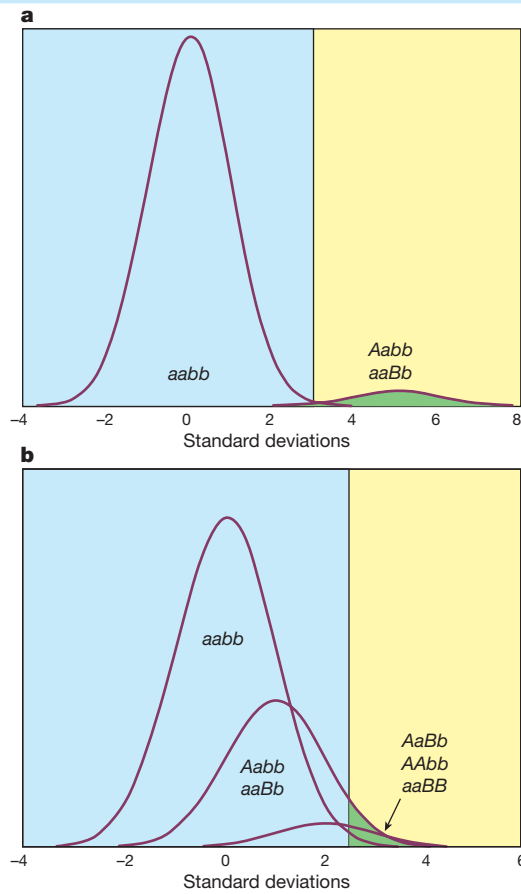 a
aabb
Aabb
aaBb
–4 –2 0 2 4 6 8
Standard deviations
b
aabb
Aabb
aaBb
AaBb
AAbb
aaBB
–4 –2 0 2 4 6
Standard deviations